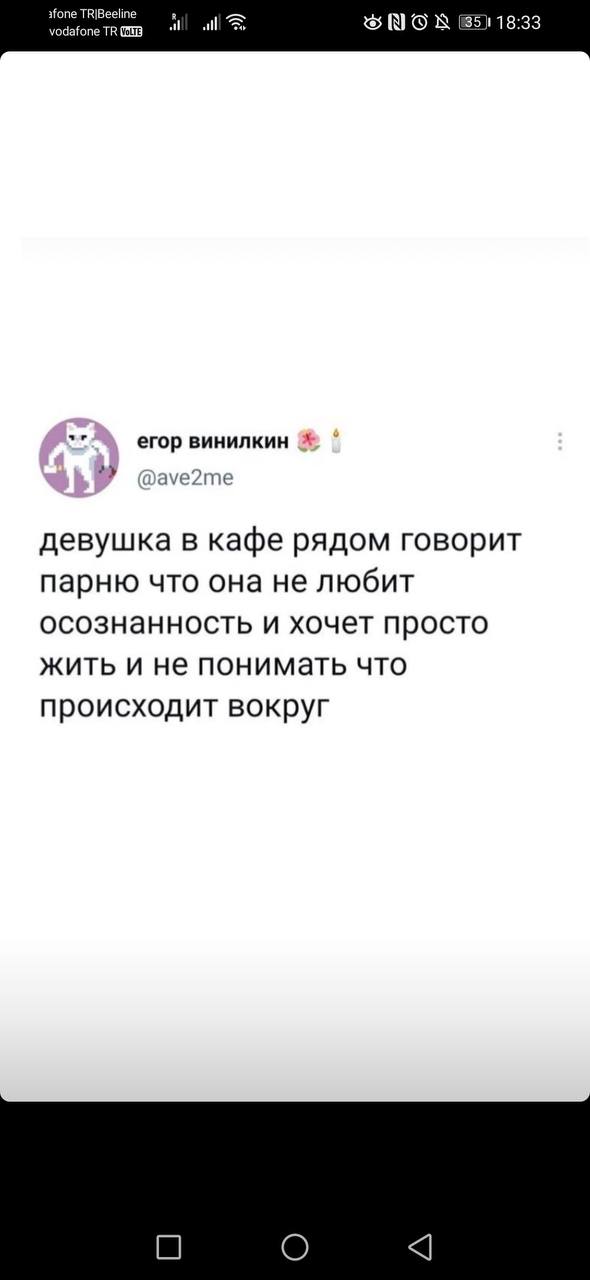 afone TR|Beeline
vodafone TR VoLTE
R
35
18:33
егор винилкин
@ave2me
девушка в кафе рядом говорит
парню что она не любит
осознанность и хочет просто
жить и не понимать что
происходит вокруг